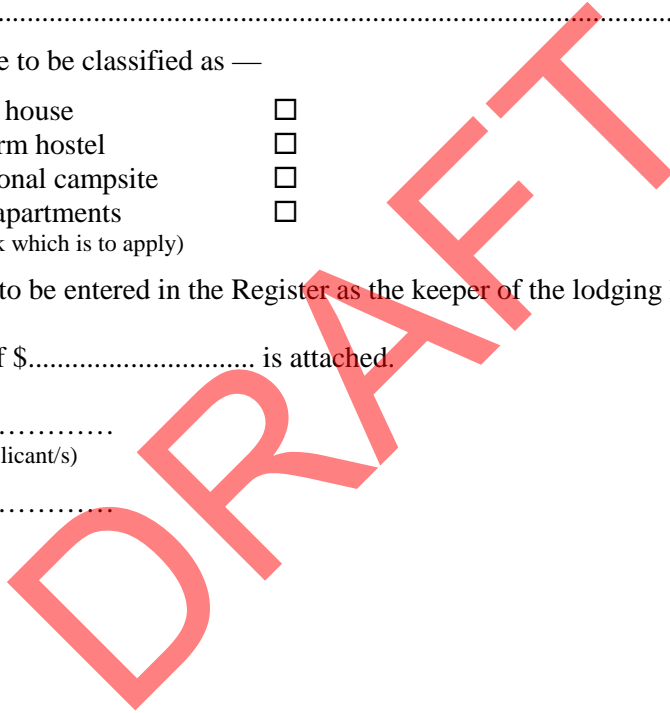 ....................................................................................................
e to be classified as —
house ☐
rm hostel ☐
onal campsite ☐
apartments ☐
k which is to apply)
to be entered in the Register as the keeper of the lodging
f $.............................. is attached.
…………………
licant/s)
…………………
DRAFT